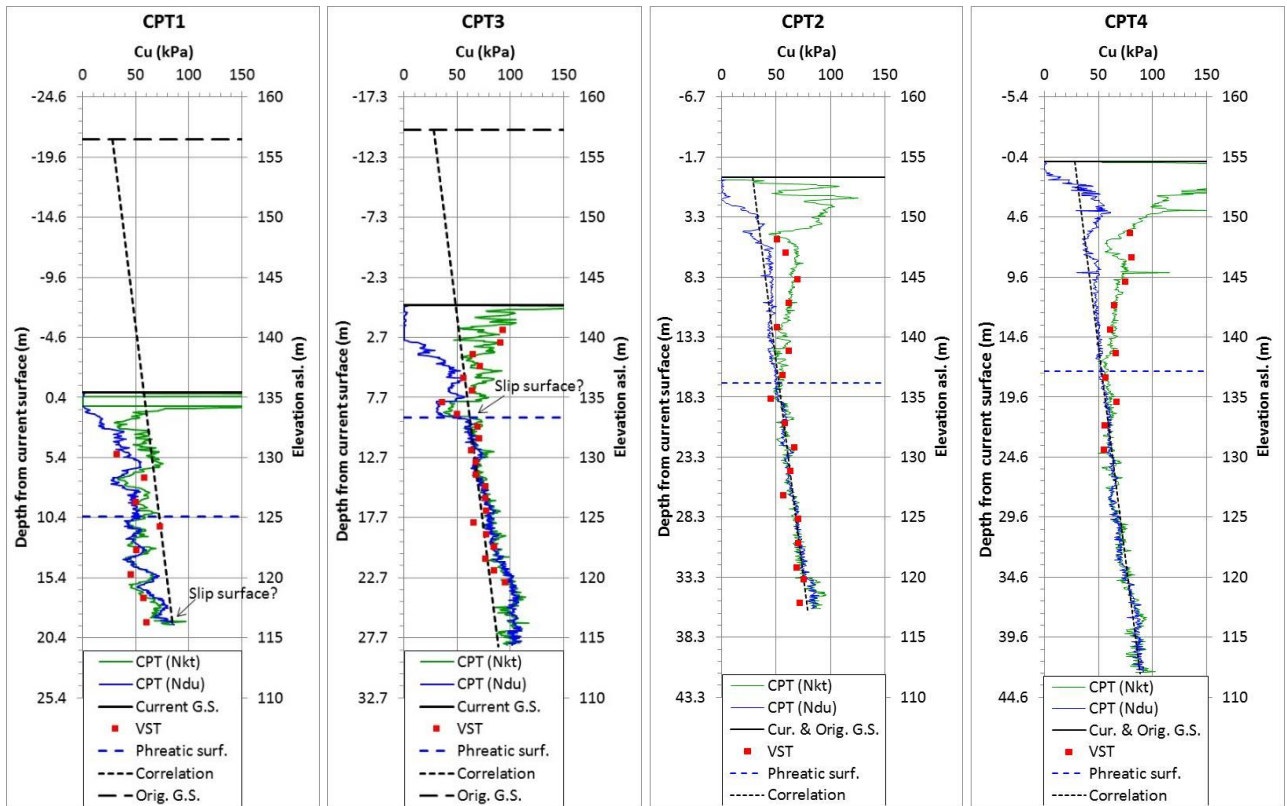 CPT1
Cu (kPa)
0 50 100 150
-24.6 160
-19.6 155
-14.6 150
-9.6 145
-4.6 140
0.4 135
5.4 130
10.4 125
15.4 120
20.4 115
25.4 110
Depth from current surface (m)
Elevation asl. (m)
Slip surface?
CPT (Nkt)
CPT (Ndu)
Current G.S.
VST
Phreatic surf.
Correlation
Orig. G.S.
CPT3
Cu (kPa)
0 50 100 150
-17.3 160
-12.3 155
-7.3 150
-2.3 145
2.7 140
7.7 135
12.7 130
17.7 125
22.7 120
27.7 115
32.7 110
Depth from current surface (m)
Elevation asl. (m)
Slip surface?
CPT (Nkt)
CPT (Ndu)
Current G.S.
VST
Phreatic surf.
Correlation
Orig. G.S.
CPT2
Cu (kPa)
0 50 100 150
-6.7 160
-1.7 155
3.3 150
8.3 145
13.3 140
18.3 135
23.3 130
28.3 125
33.3 120
38.3 115
43.3 110
Depth from current surface (m)
Elevation asl. (m)
CPT (Nkt)
CPT (Ndu)
Cur. & Orig. G.S.
VST
Phreatic surf.
Correlation
CPT4
Cu (kPa)
0 50 100 150
-5.4 160
-0.4 155
4.6 150
9.6 145
14.6 140
19.6 135
24.6 130
29.6 125
34.6 120
39.6 115
44.6 110
Depth from current surface (m)
Elevation asl. (m)
CPT (Nkt)
CPT (Ndu)
Cur. & Orig. G.S.
VST
Phreatic surf.
Correlation